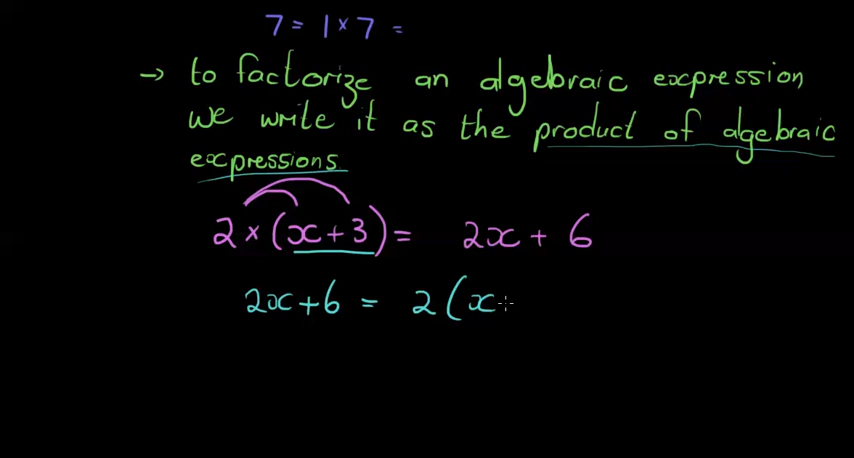 7 = 1 × 7 =
→ to factorize an algebraic expression
we write it as the product of algebraic
expressions
2 × (x + 3) = 2x + 6
2x + 6 = 2 (x